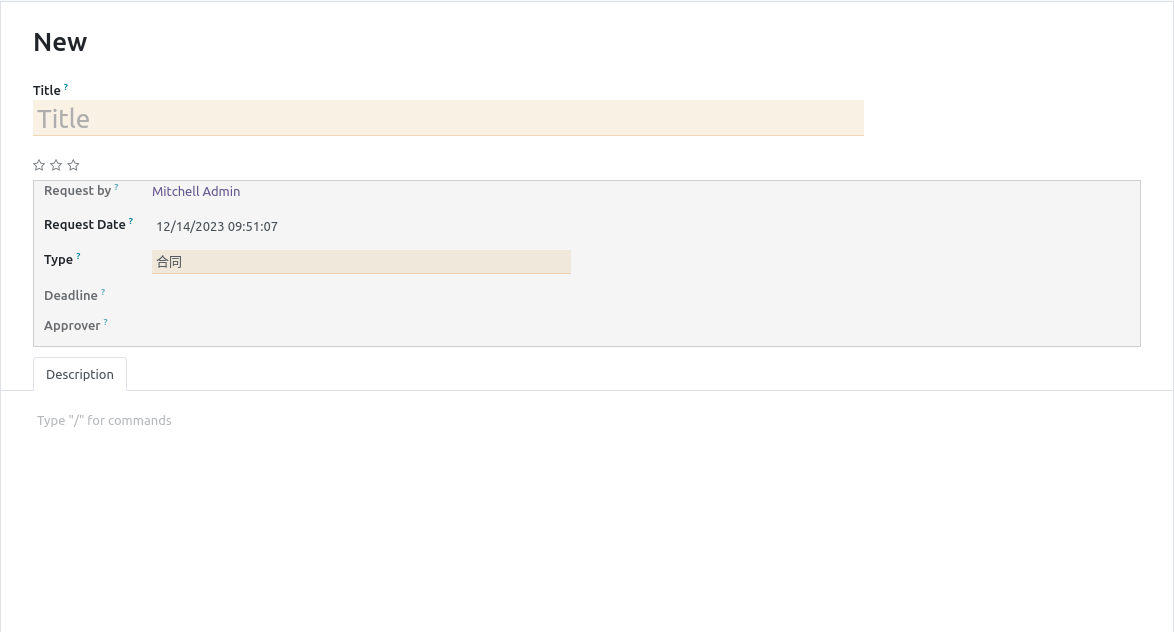 New
Title ?
Title
Request by ? Mitchell Admin
Request Date ? 12/14/2023 09:51:07
Type ? 合同
Deadline ?
Approver ?
Description
Type "/" for commands